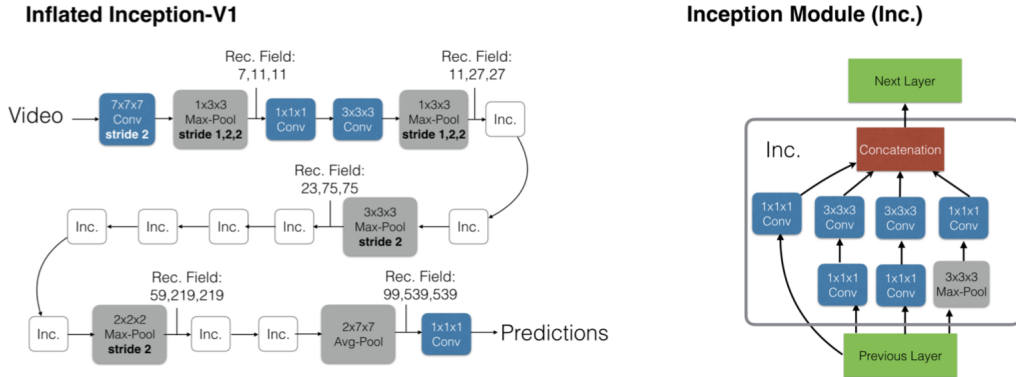 Inflated Inception-V1
Rec. Field:
7,11,11
Rec. Field:
11,27,27
Video
7x7x7
Conv
stride 2
1x3x3
Max-Pool
stride 1,2,2
1x1x1
Conv
3x3x3
Conv
1x3x3
Max-Pool
stride 1,2,2
Inc.
Rec. Field:
23,75,75
Inc.
Inc.
Inc.
Inc.
3x3x3
Max-Pool
stride 2
Inc.
Rec. Field:
59,219,219
Rec. Field:
99,539,539
Inc.
2x2x2
Max-Pool
stride 2
Inc.
Inc.
2x7x7
Avg-Pool
1x1x1
Conv
Predictions
Inception Module (Inc.)
Next Layer
Inc.
Concatenation
1x1x1
Conv
3x3x3
Conv
3x3x3
Conv
1x1x1
Conv
1x1x1
Conv
1x1x1
Conv
3x3x3
Max-Pool
Previous Layer